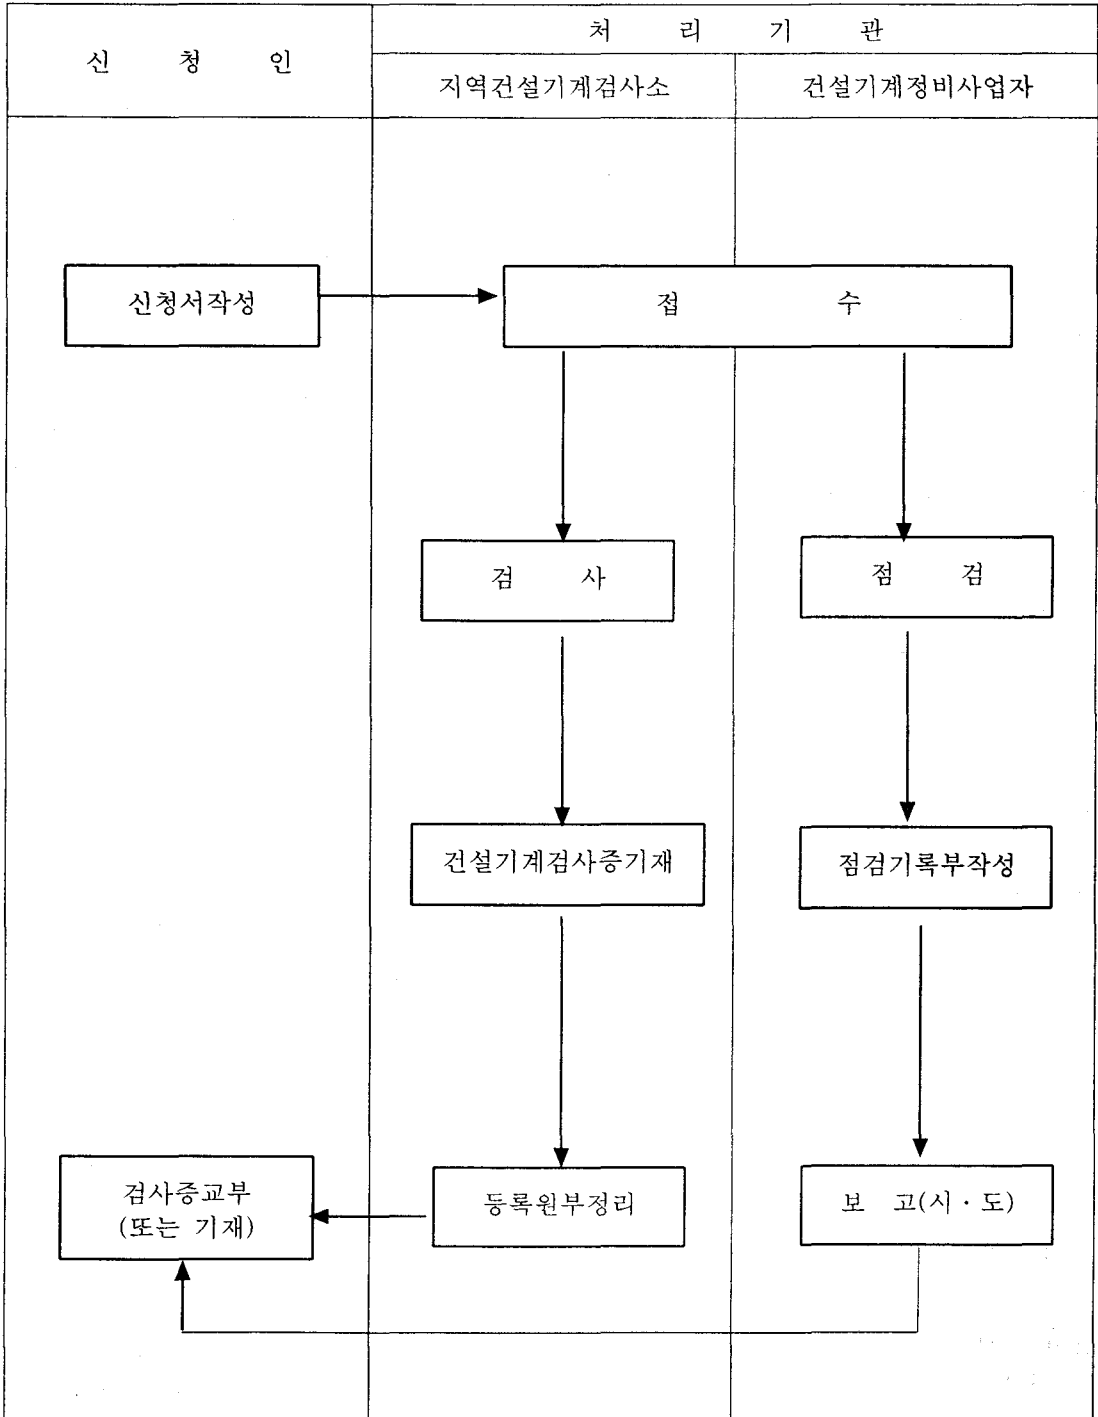 처 리 기 관
신 청 인
지역건설기계검사소
건설기계정비사업자
신청서작성
접 수
검 사
점 검
건설기계검사증기재
점검기록부작성
검사증교부
(또는 기재)
등록원부정리
보 고(시·도)